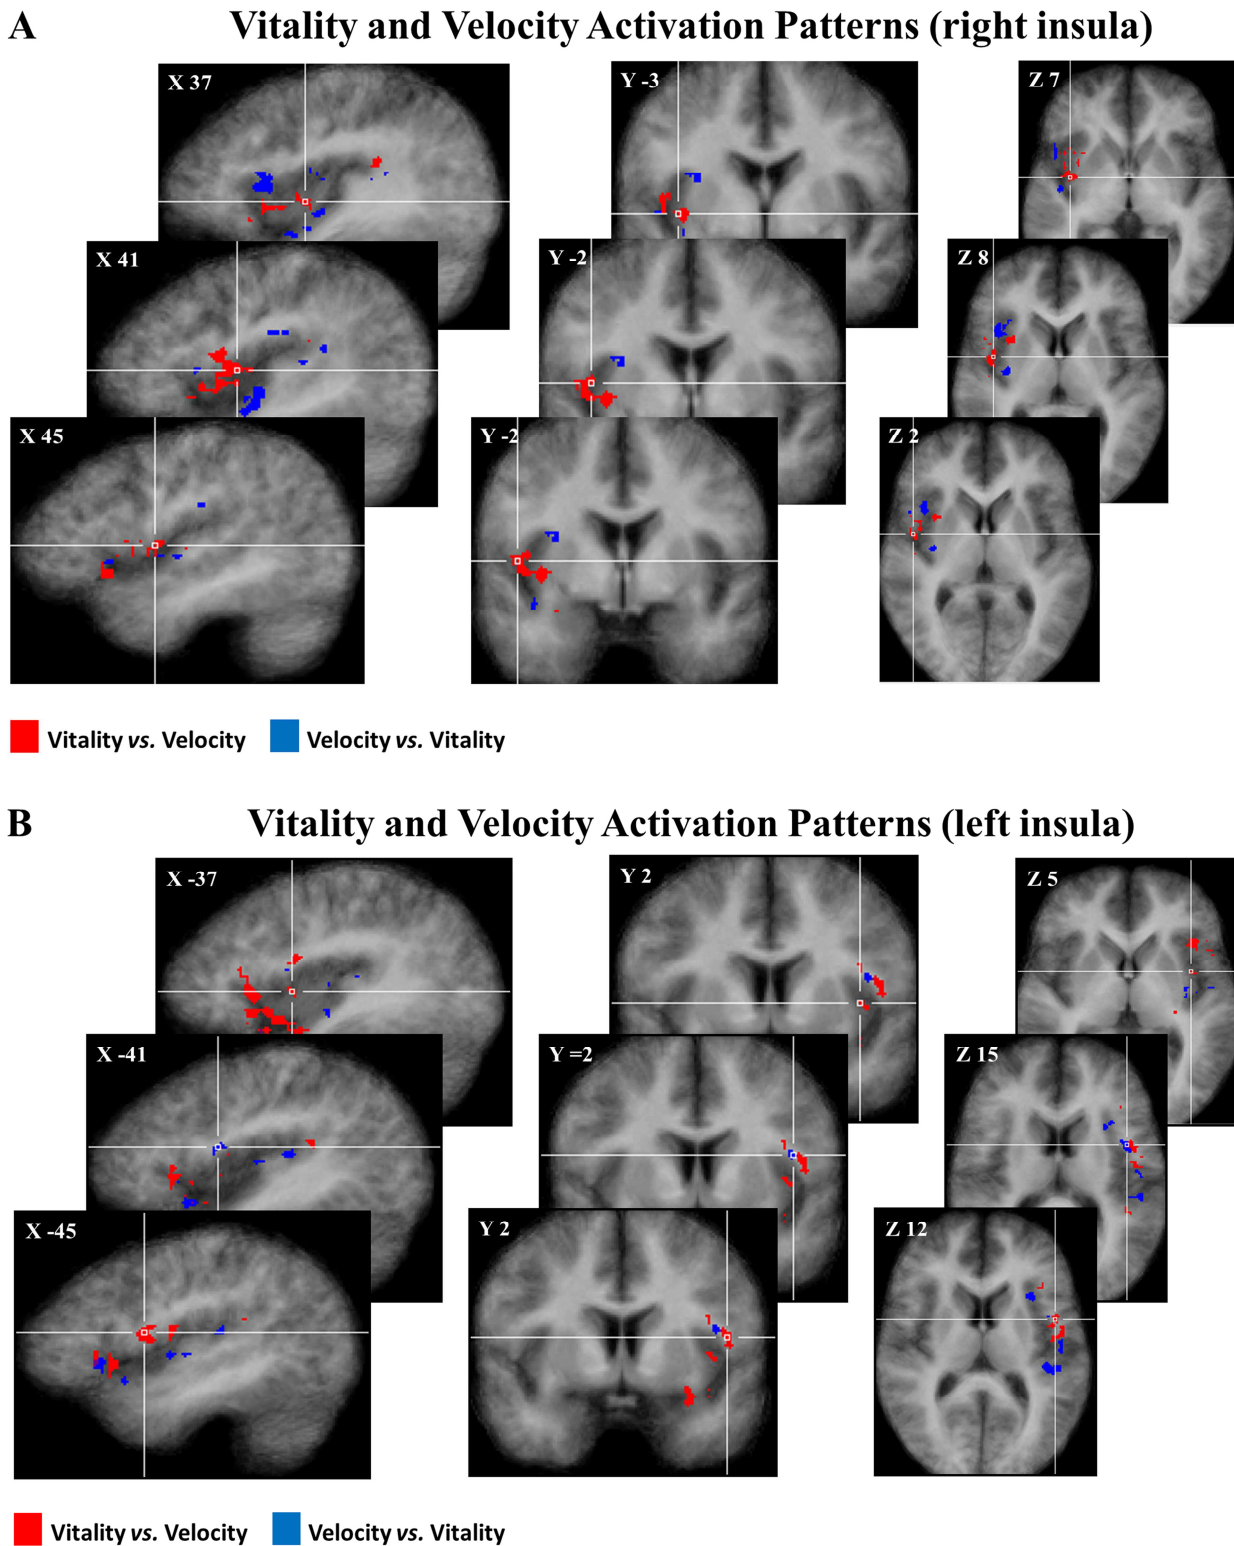 A
Vitality and Velocity Activation Patterns (right insula)
X 37
Y -3
Z 7
X 41
Y -2
Z 8
X 45
Y -2
Z 2
Vitality vs. Velocity
Velocity vs. Vitality
B
Vitality and Velocity Activation Patterns (left insula)
X -37
Y 2
Z 5
X -41
Y =2
Z 15
X -45
Y 2
Z 12
Vitality vs. Velocity
Velocity vs. Vitality